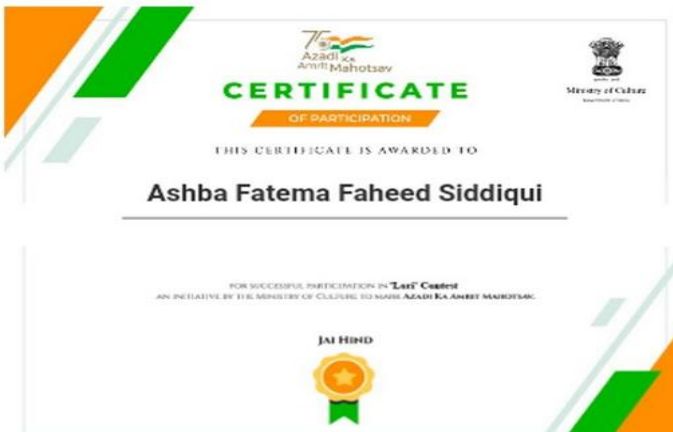 75
Azadi Ka
Amrit Mahotsav
CERTIFICATE
OF PARTICIPATION
Ministry of Culture
THIS CERTIFICATE IS AWARDED TO
Ashba Fatema Faheed Siddiqui
FOR SUCCESSFUL PARTICIPATION IN "Lori" Contest
AN INITIATIVE BY THE MINISTRY OF CULTURE TO MARK AZADI KA AMRIT MAHOTSAV.
JAI HIND